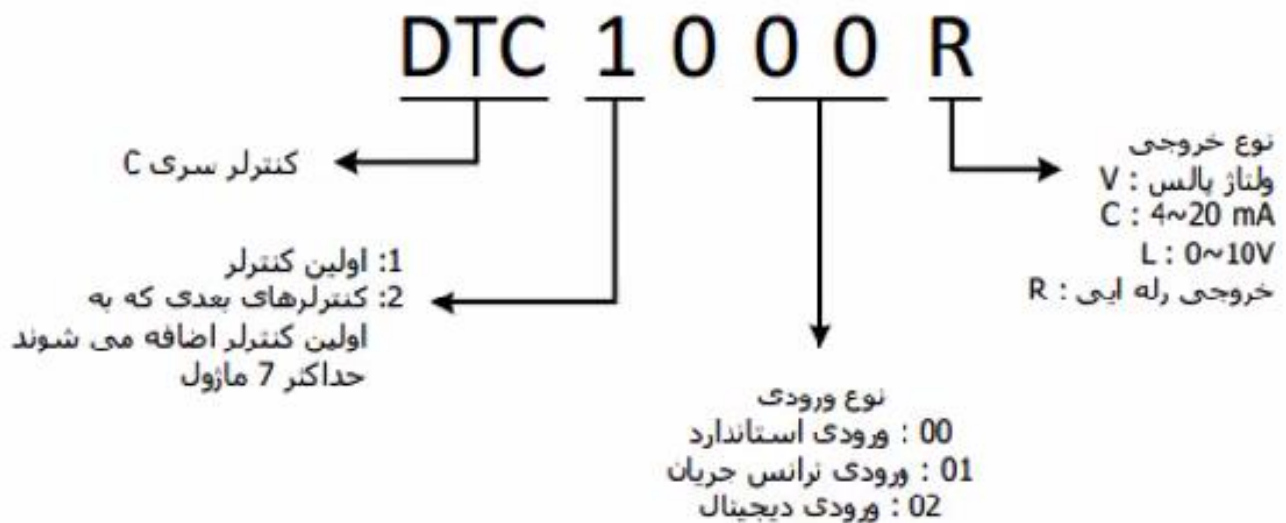 DTC 1 0 0 0 R
کنترلر سری C
1: اولین کنترلر
2: کنترلرهای بعدی که به
اولین کنترلر اضافه می شوند
حداکثر 7 ماژول
نوع ورودی
00 : ورودی استاندارد
01 : ورودی ترانس جریان
02 : ورودی دیجیتال
نوع خروجی
ولتاژ پالس : V
C : 4~20 mA
L : 0~10V
خروجی رله ایی : R